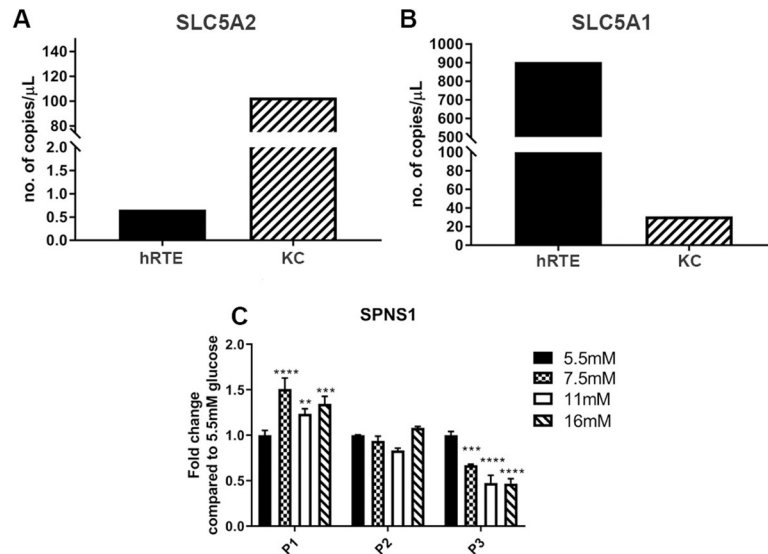 A
SLC5A2
no. of copies/μL
140
120
100
80
2.0
1.5
1.0
0.5
0.0
hRTE
KC
B
SLC5A1
no. of copies/μL
1000
900
800
700
600
500
100
80
60
40
20
0
hRTE
KC
C
SPNS1
Fold change
compared to 5.5mM glucose
2.0
1.5
1.0
0.5
0.0
****
**
***
***
****
****
P1
P2
P3
5.5mM
7.5mM
11mM
16mM